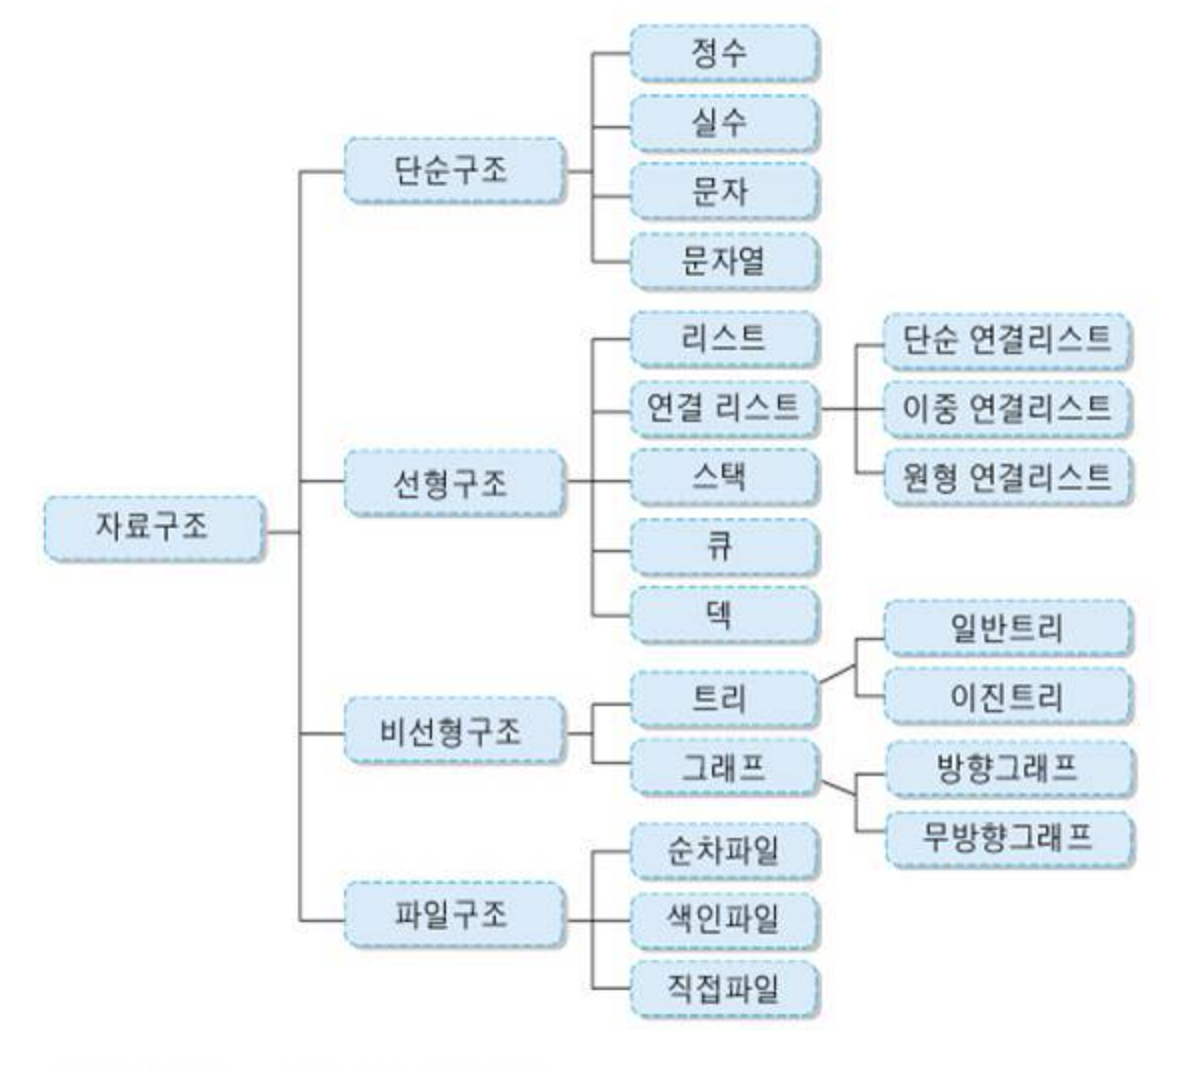 자료구조
단순구조
정수
실수
문자
문자열
선형구조
리스트
연결 리스트
단순 연결리스트
이중 연결리스트
원형 연결리스트
스택
큐
덱
비선형구조
트리
일반트리
이진트리
그래프
방향그래프
무방향그래프
파일구조
순차파일
색인파일
직접파일